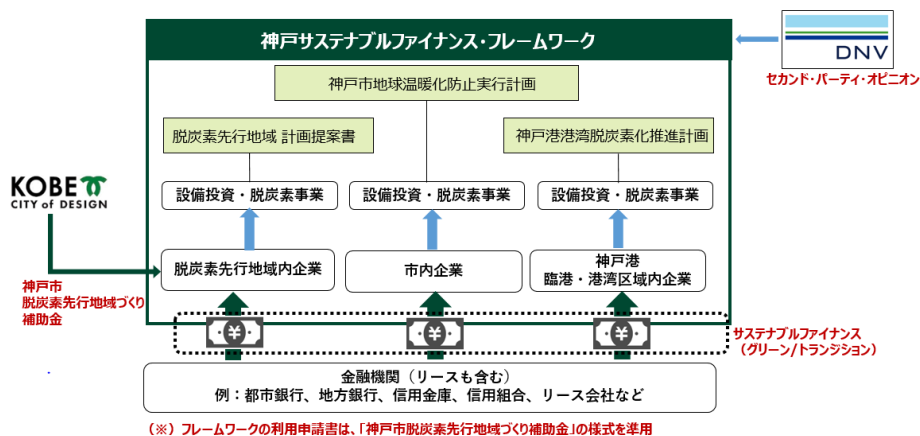 神戸サステナブルファイナンス・フレームワーク
DNV
セカンド・パーティ・オピニオン
神戸市地球温暖化防止実行計画
脱炭素先行地域 計画提案書
神戸港港湾脱炭素化推進計画
KOBE
CITY of DESIGN
設備投資・脱炭素事業
設備投資・脱炭素事業
設備投資・脱炭素事業
脱炭素先行地域内企業
市内企業
神戸港
臨港・港湾区域内企業
神戸市
脱炭素先行地域づくり
補助金
¥
¥
¥
サステナブルファイナンス
（グリーン/トランジション）
金融機関（リースも含む）
例：都市銀行、地方銀行、信用金庫、信用組合、リース会社など
（※）フレームワークの利用申請書は、「神戸市脱炭素先行地域づくり補助金」の様式を準用